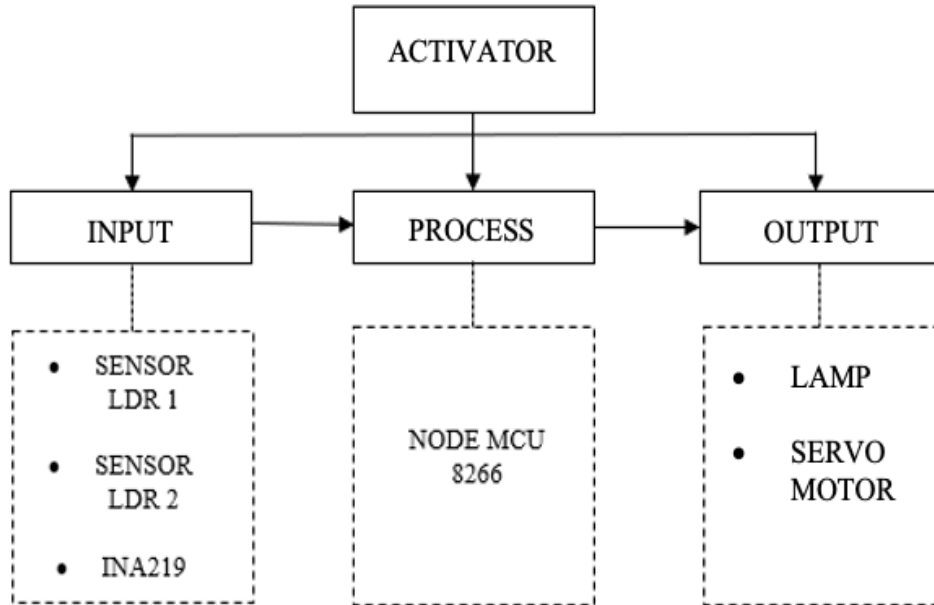 ACTIVATOR
INPUT
PROCESS
OUTPUT
• SENSOR
LDR 1
• SENSOR
LDR 2
• INA219
NODE MCU
8266
• LAMP
• SERVO
MOTOR